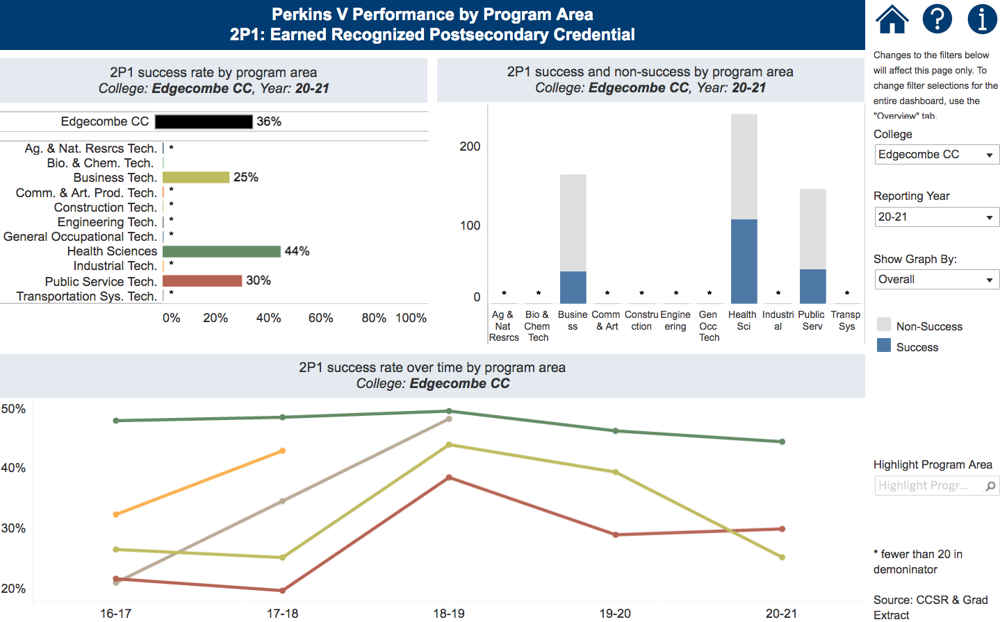 Perkins V Performance by Program Area
2P1: Earned Recognized Postsecondary Credential
2P1 success rate by program area
College: Edgecombe CC, Year: 20-21
Edgecombe CC 36%
Ag. & Nat. Resrcs Tech. *
Bio. & Chem. Tech.
Business Tech. 25%
Comm. & Art. Prod. Tech. *
Construction Tech. *
Engineering Tech. *
General Occupational Tech. *
Health Sciences 44%
Industrial Tech. *
Public Service Tech. 30%
Transportation Sys. Tech. *
0% 20% 40% 60% 80% 100%
2P1 success and non-success by program area
College: Edgecombe CC, Year: 20-21
200
100
0
* * * * * * * * *
Ag & Bio & Busine Comm Constru Engine Gen Health Industri Public Transp
Nat Chem ss & Art ction ering Occ Sci al Serv Sys
Resrcs Tech Tech
2P1 success rate over time by program area
College: Edgecombe CC
50%
40%
30%
20%
16-17 17-18 18-19 19-20 20-21
? i
Changes to the filters below
will affect this page only. To
change filter selections for the
entire dashboard, use the
"Overview" tab.
College
Edgecombe CC
Reporting Year
20-21
Show Graph By:
Overall
Non-Success
Success
Highlight Program Area
Highlight Progr...
* fewer than 20 in
demoninator
Source: CCSR & Grad
Extract